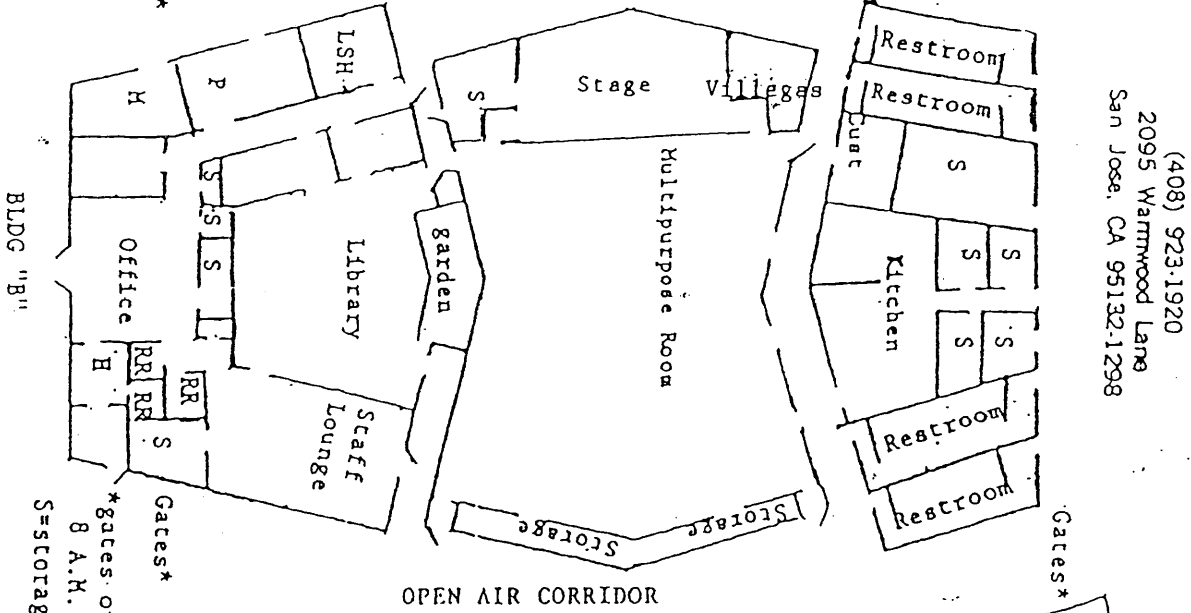 (408) 923-1920
2095 Warmwood Lane
San Jose, CA 95132-1298
*
LSH
P
H
S
Stage
Villegas
Restroom
Restroom
Cust
S
S
S
S
Office
Library
garden
Multipurpose Room
Kitchen
S
S
S
S
BLDG "B"
H
RR
RR
RR
S
Staff
Lounge
Restroom
Restroom
Storage
Storage
Gates*
Gates*
*gates
8 A.M.
S=storag
OPEN AIR CORRIDOR